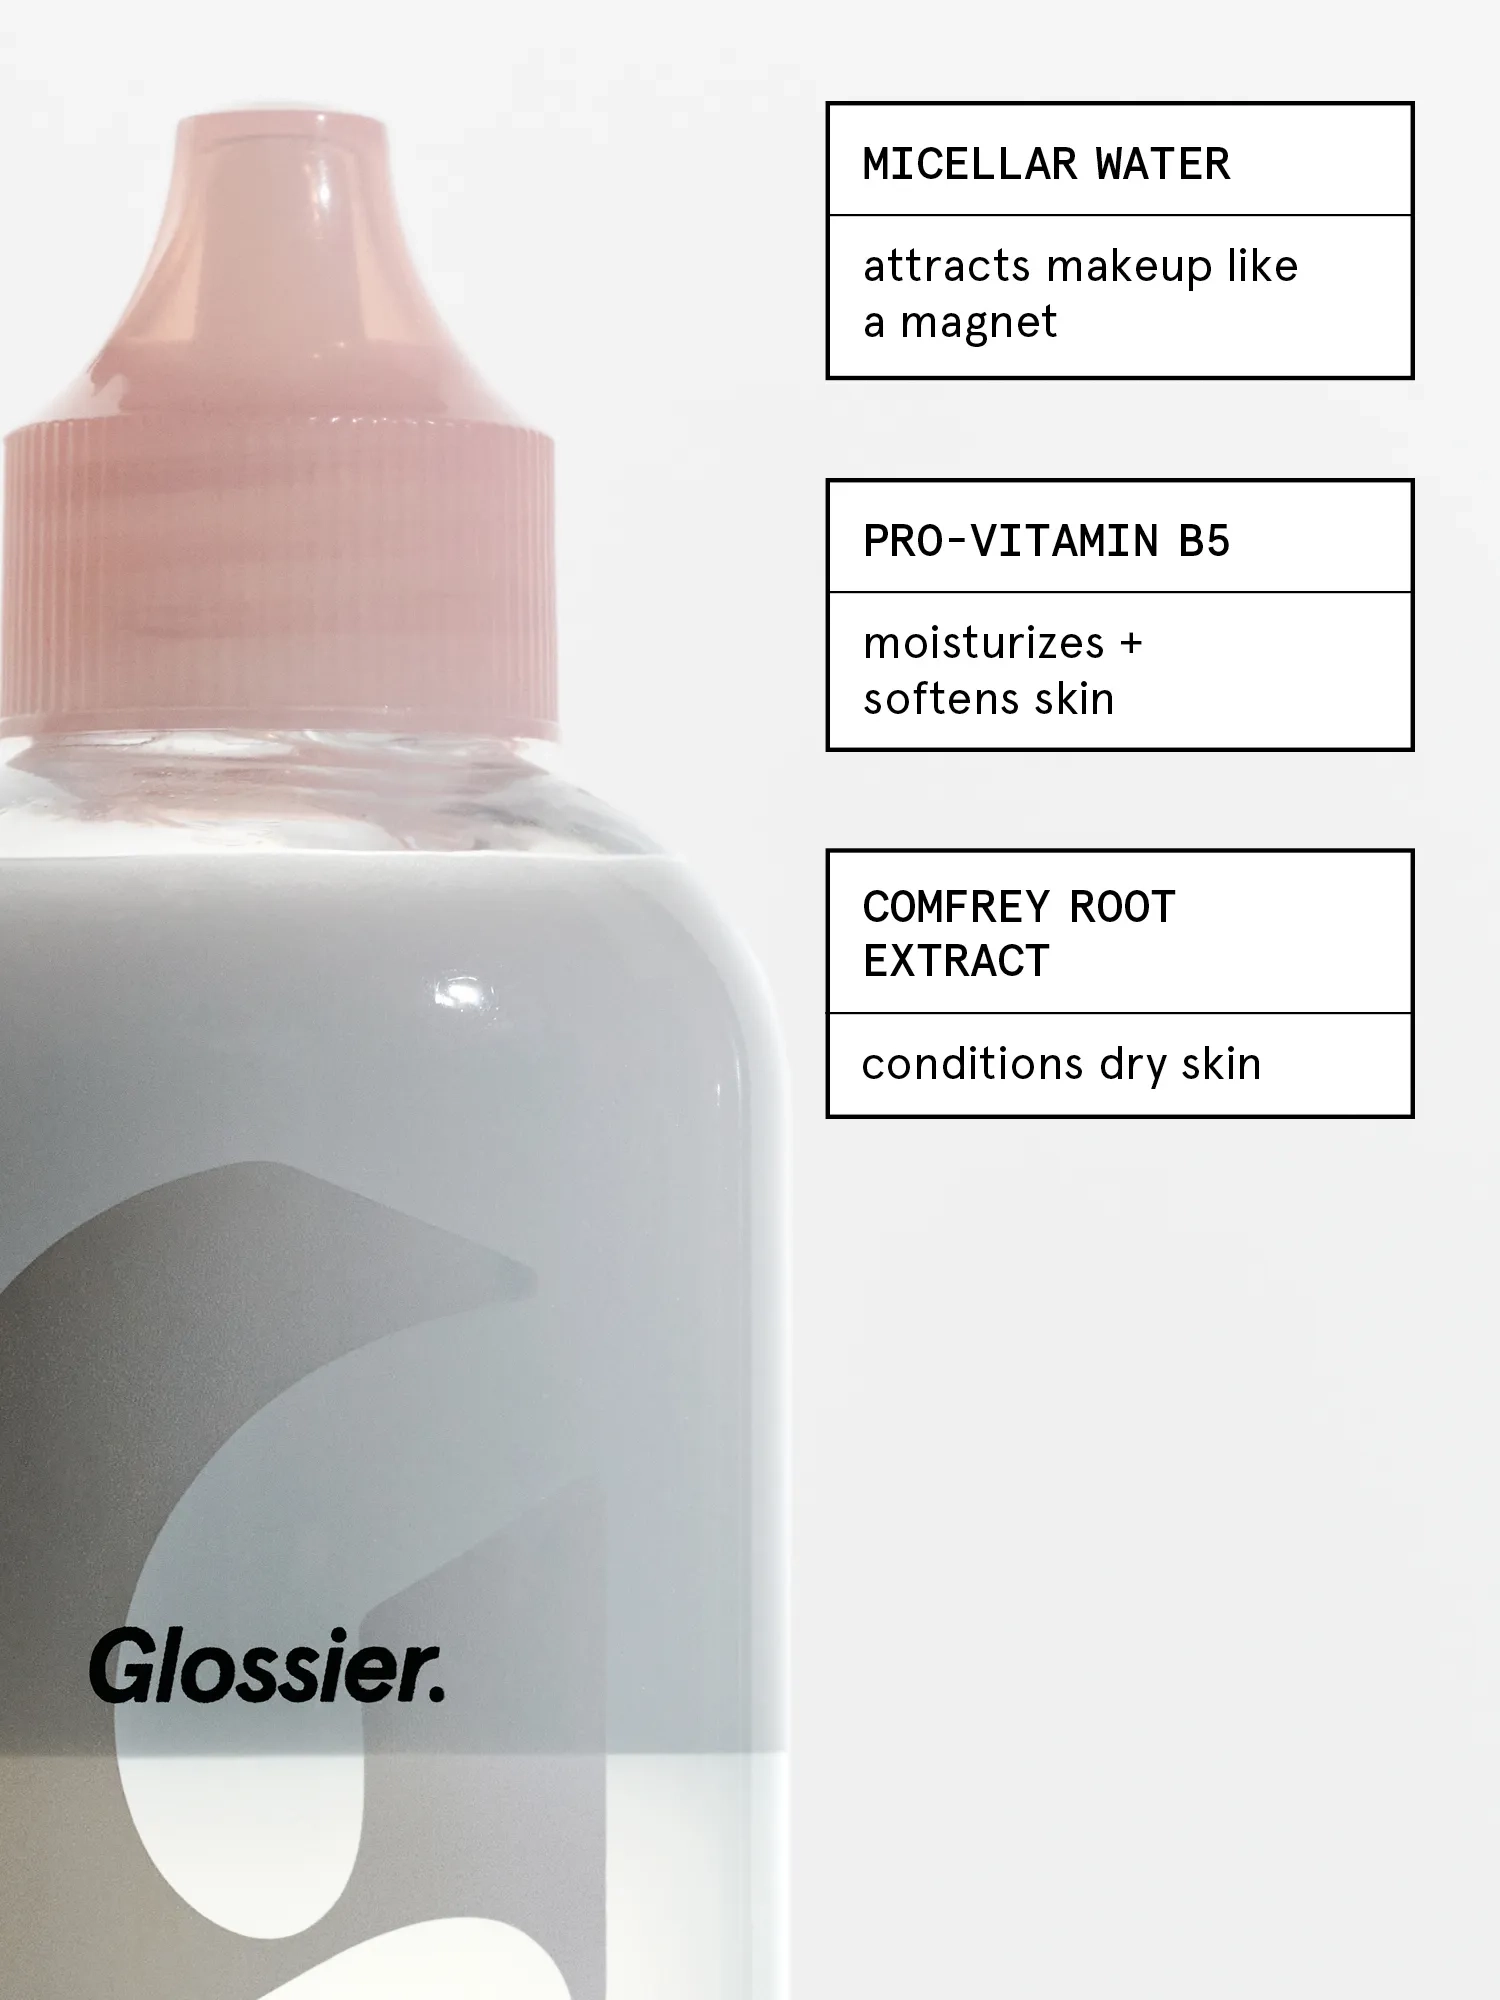 MICELLAR WATER
attracts makeup like
a magnet
PRO-VITAMIN B5
moisturizes +
softens skin
COMFREY ROOT
EXTRACT
conditions dry skin
Glossier.